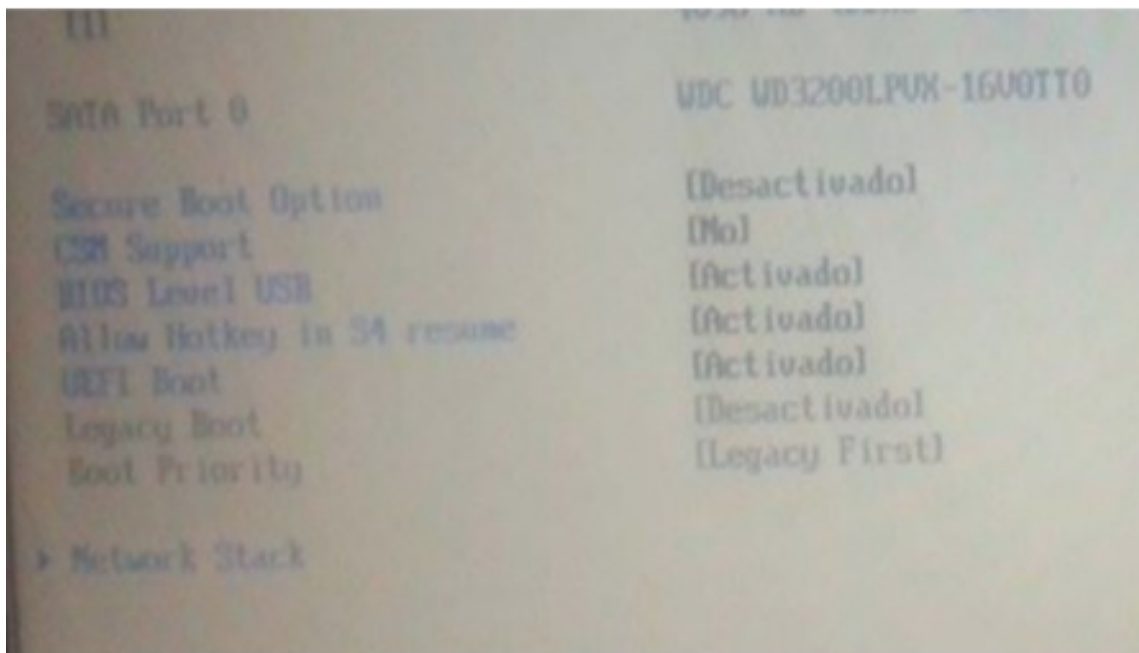 SATA Port 0 WDC WD3200LPVX-16V0TT0
Secure Boot Option [Desactivado]
CSM Support [No]
BIOS Level USB [Activado]
Allow Hotkey in S4 resume [Activado]
UEFI Boot [Activado]
Legacy Boot [Desactivado]
Boot Priority [Legacy First]
Network Stack